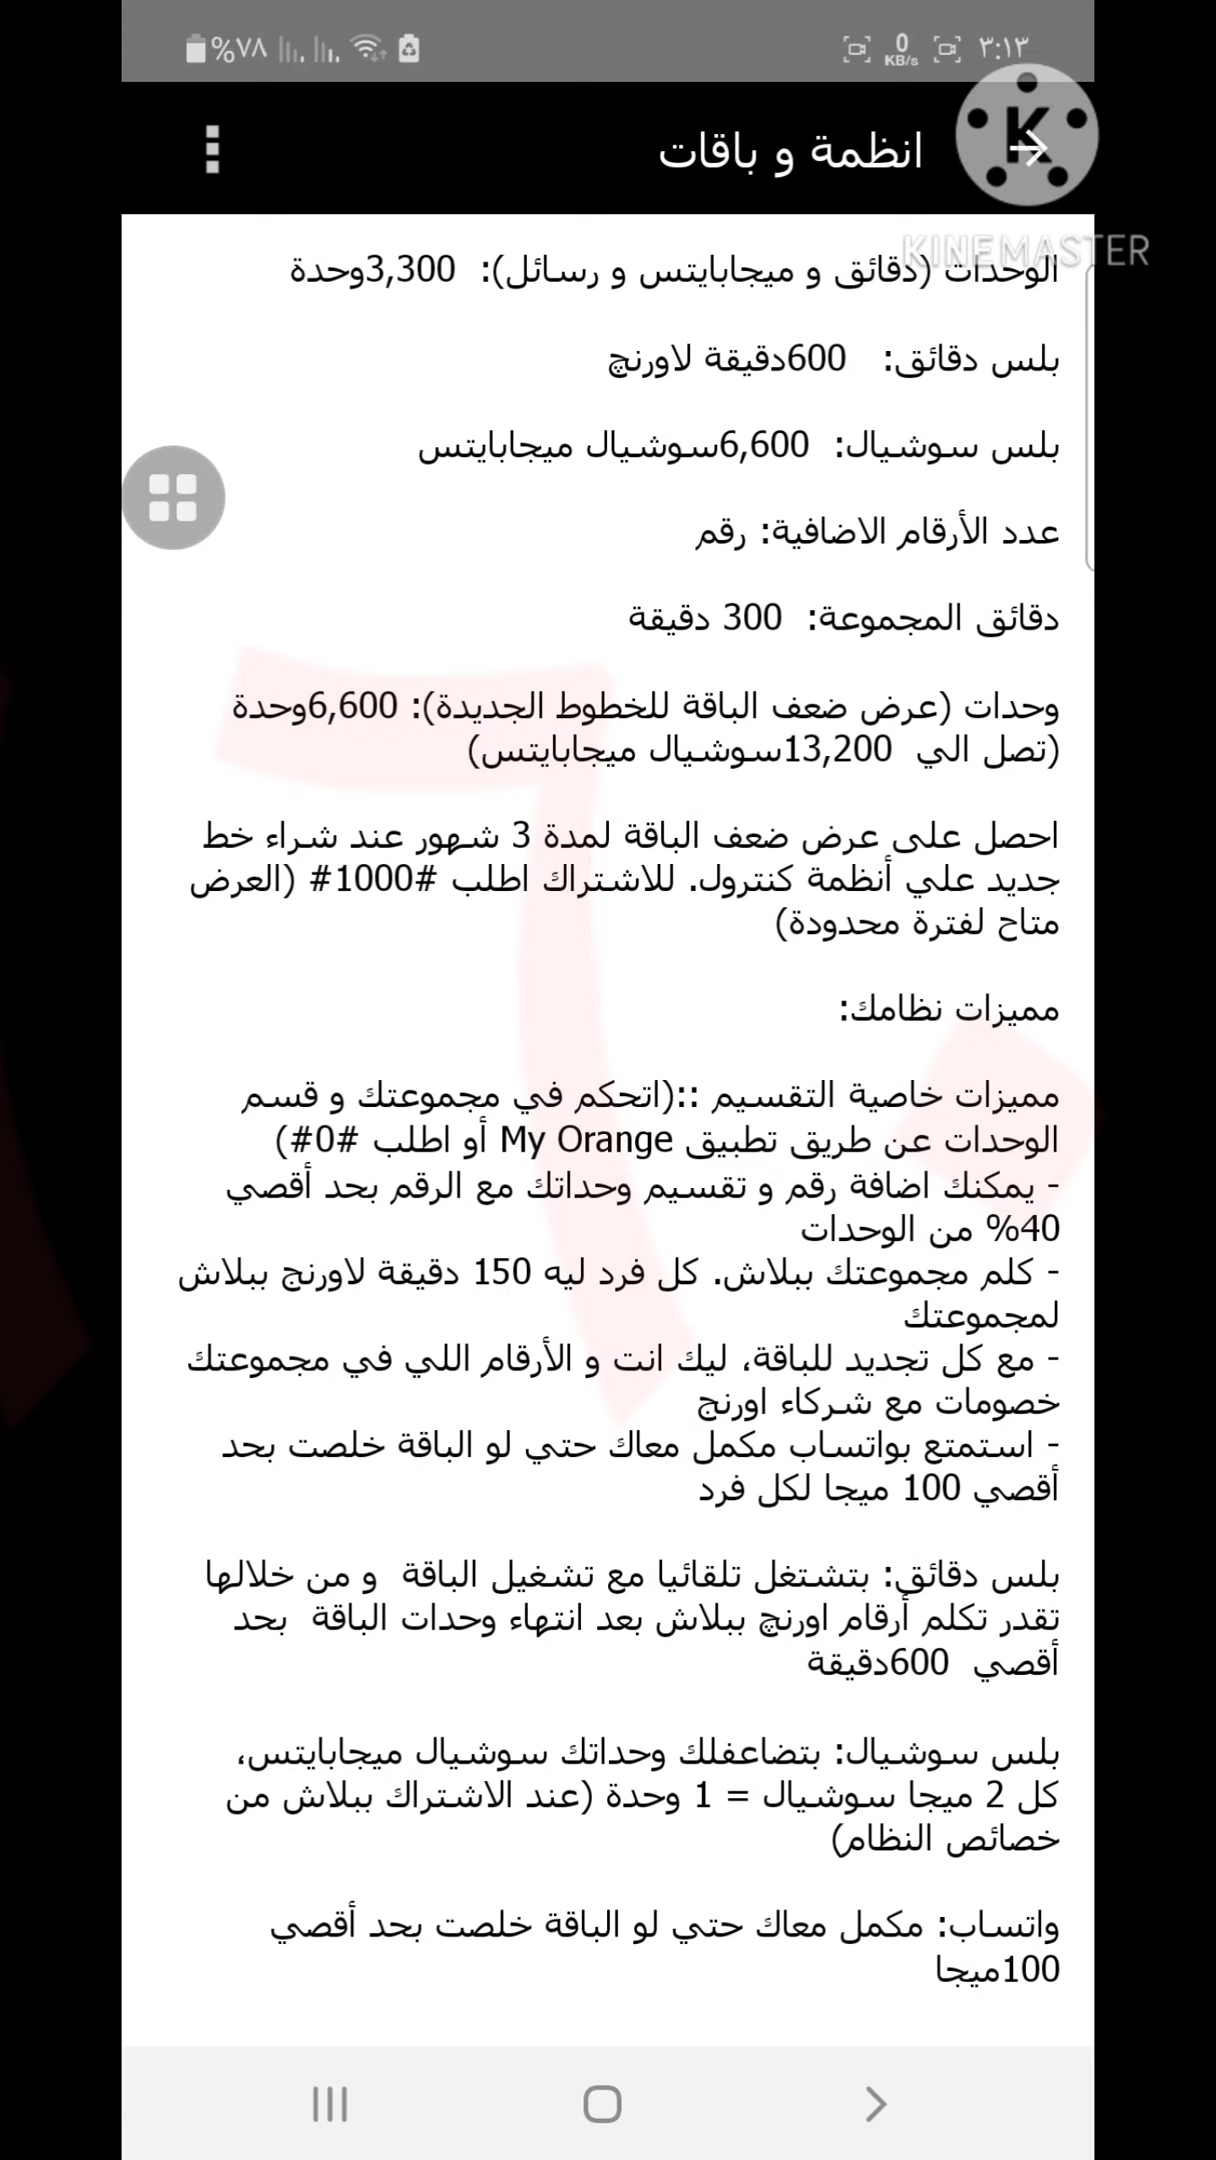 ٣:١٣
0
KB/s
%٧٨
انظمة و باقات
K
KINEMASTER
الوحدات (دقائق و ميجابايتس و رسائل): 3,300وحدة
بلس دقائق: 600دقيقة لاورنچ
بلس سوشيال: 6,600سوشيال ميجابايتس
عدد الأرقام الاضافية: رقم
دقائق المجموعة: 300 دقيقة
وحدات (عرض ضعف الباقة للخطوط الجديدة): 6,600وحدة
(تصل الي 13,200سوشيال ميجابايتس)
احصل على عرض ضعف الباقة لمدة 3 شهور عند شراء خط
جديد علي أنظمة كنترول. للاشتراك اطلب #1000# (العرض
متاح لفترة محدودة)
مميزات نظامك:
مميزات خاصية التقسيم ::(اتحكم في مجموعتك و قسم
الوحدات عن طريق تطبيق My Orange أو اطلب #0#)
- يمكنك اضافة رقم و تقسيم وحداتك مع الرقم بحد أقصي
40% من الوحدات
- كلم مجموعتك ببلاش. كل فرد ليه 150 دقيقة لاورنج ببلاش
لمجموعتك
- مع كل تجديد للباقة، ليك انت و الأرقام اللي في مجموعتك
خصومات مع شركاء اورنج
- استمتع بواتساب مكمل معاك حتي لو الباقة خلصت بحد
أقصي 100 ميجا لكل فرد
بلس دقائق: بتشتغل تلقائيا مع تشغيل الباقة و من خلالها
تقدر تكلم أرقام اورنچ ببلاش بعد انتهاء وحدات الباقة بحد
أقصي 600دقيقة
بلس سوشيال: بتضاعفلك وحداتك سوشيال ميجابايتس،
كل 2 ميجا سوشيال = 1 وحدة (عند الاشتراك ببلاش من
خصائص النظام)
واتساب: مكمل معاك حتي لو الباقة خلصت بحد أقصي
100ميجا